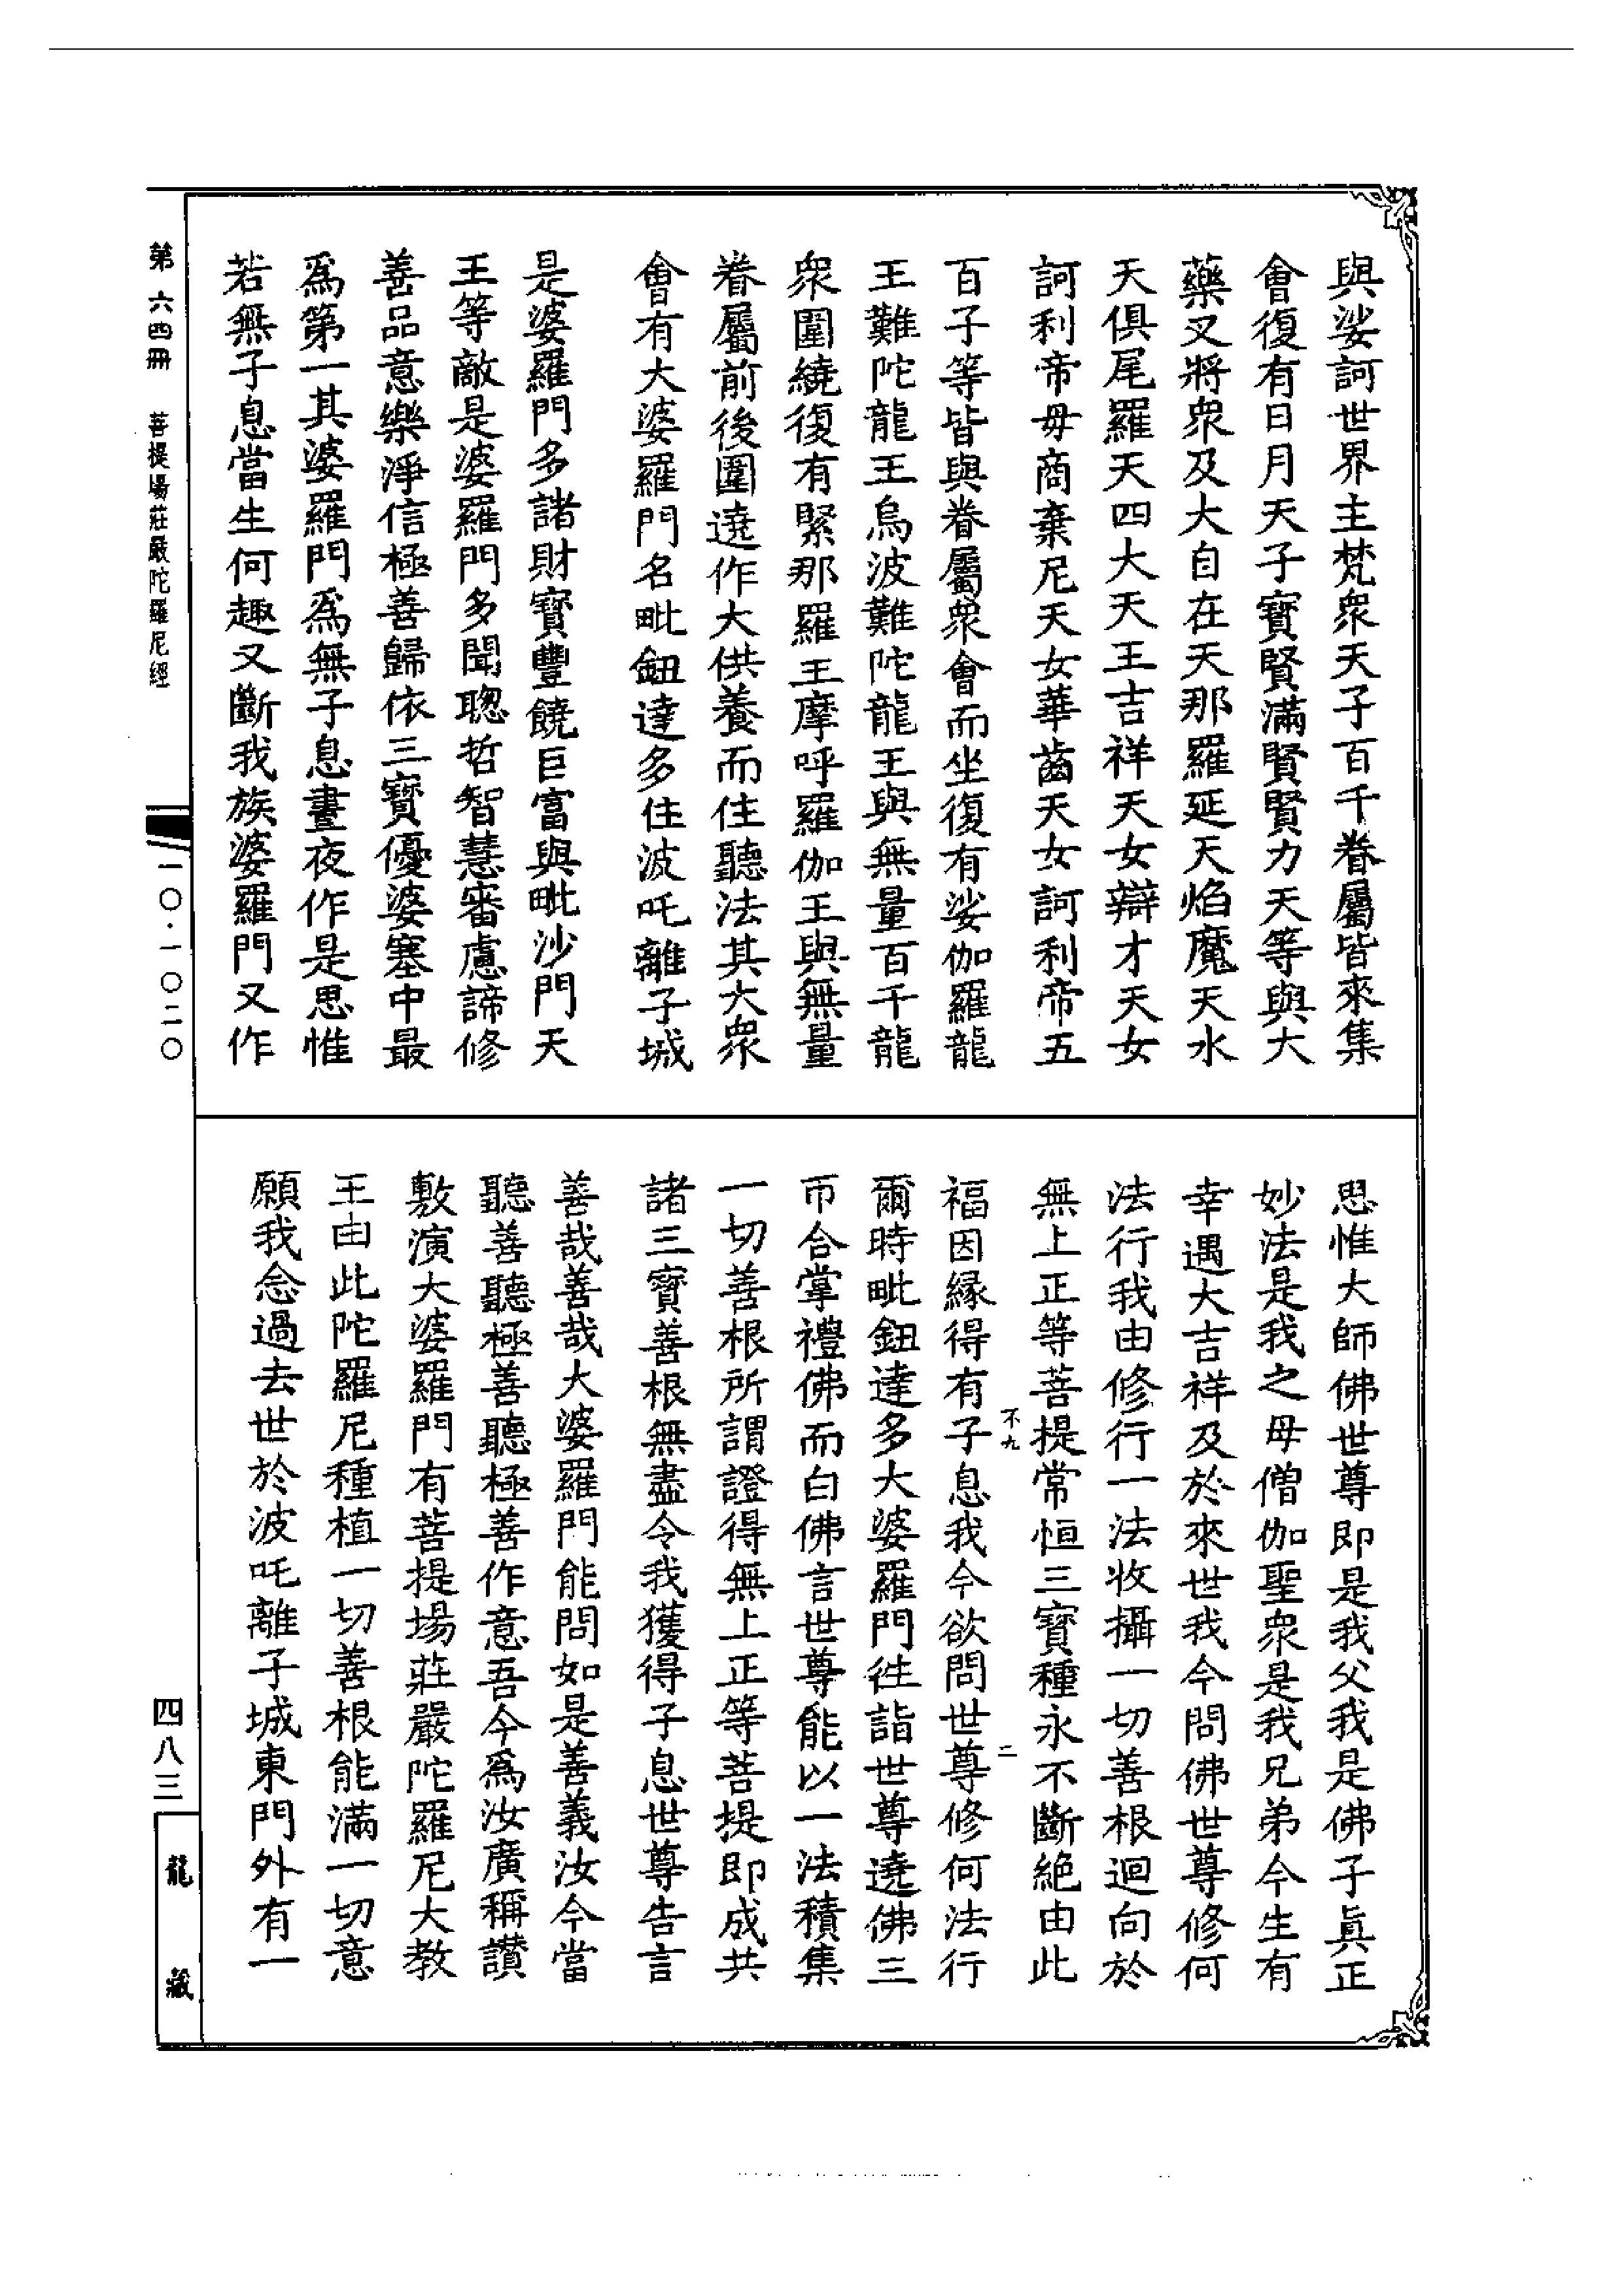 與娑訶世界主梵衆天子百千眷屬皆來集
會復有日月天子寶賢滿賢賢力天等與大
藥叉將衆及大自在天那羅延天焰魔天水
天俱尾羅天四大天王吉祥天女辯才天女
訶利帝母商棄尼天女華齒天女訶利帝五
百子等皆與眷屬衆會而坐復有娑伽羅龍
王難陀龍王烏波難陀龍王與無量百千龍
衆圍繞復有緊那羅王摩呼羅伽王與無量
眷屬前後圍遶作大供養而住聽法其大衆
會有大婆羅門名毗鈕達多住波吒離子城
是婆羅門多諸財寶豐饒巨富與毗沙門天
王等敵是婆羅門多聞聰哲智慧審慮諦修
善品意樂淨信極善歸依三寶優婆塞中最
爲第一其婆羅門爲無子息晝夜作是思惟
若無子息當生何趣又斷我族婆羅門又作
思惟大師佛世尊即是我父我是佛子眞正
妙法是我之母僧伽聖衆是我兄弟今生有
幸遇大吉祥及於來世我今問佛世尊修何
法行我由修行一法收攝一切善根迴向於
無上正等菩提常恒三寶種永不斷絕由此
不九 二
福因緣得有子息我今欲問世尊修何法行
爾時毗鈕達多大婆羅門往詣世尊遶佛三
帀合掌禮佛而白佛言世尊能以一法積集
一切善根所謂證得無上正等菩提即成共
諸三寶善根無盡令我獲得子息世尊告言
善哉善哉大婆羅門能問如是善義汝今當
聽善聽極善聽極善作意吾今爲汝廣稱讚
敷演大婆羅門有菩提場莊嚴陀羅尼大教
王由此陀羅尼種植一切善根能滿一切意
願我念過去世於波吒離子城東門外有一
第六四冊 菩提場莊嚴陀羅尼經
一〇·一〇二〇
四八三
龍藏